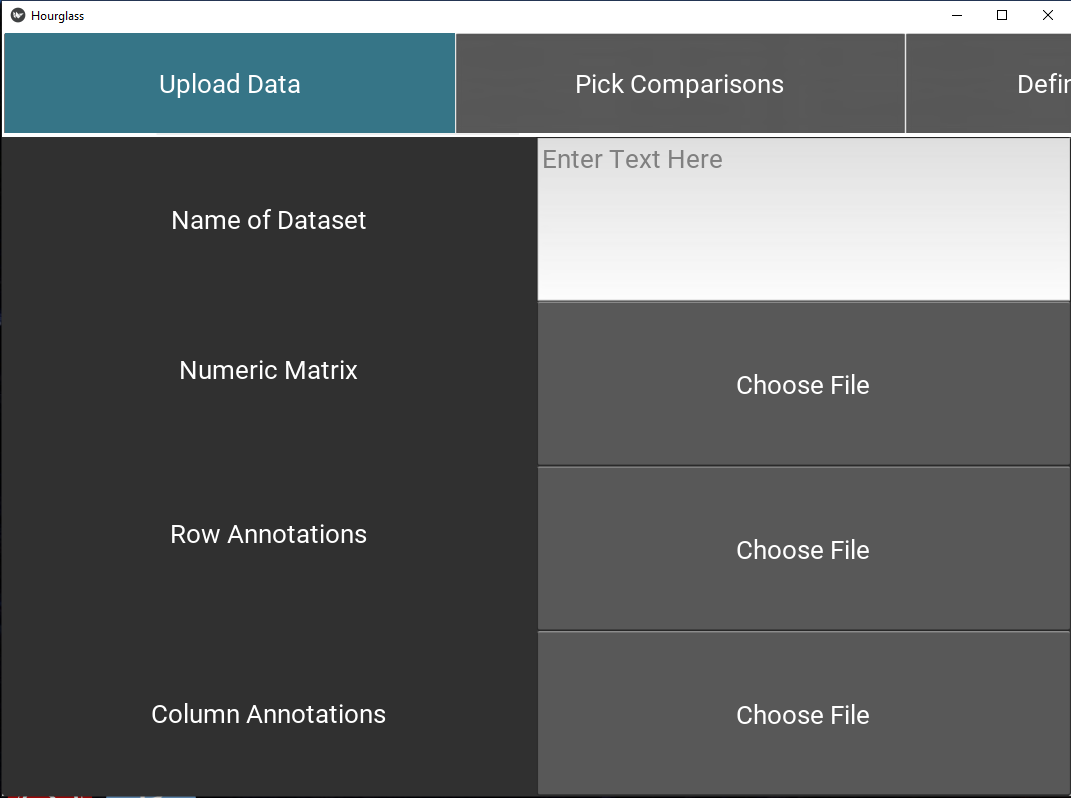 Hourglass
Upload Data
Pick Comparisons
Name of Dataset
Enter Text Here
Numeric Matrix
Choose File
Row Annotations
Choose File
Column Annotations
Choose File